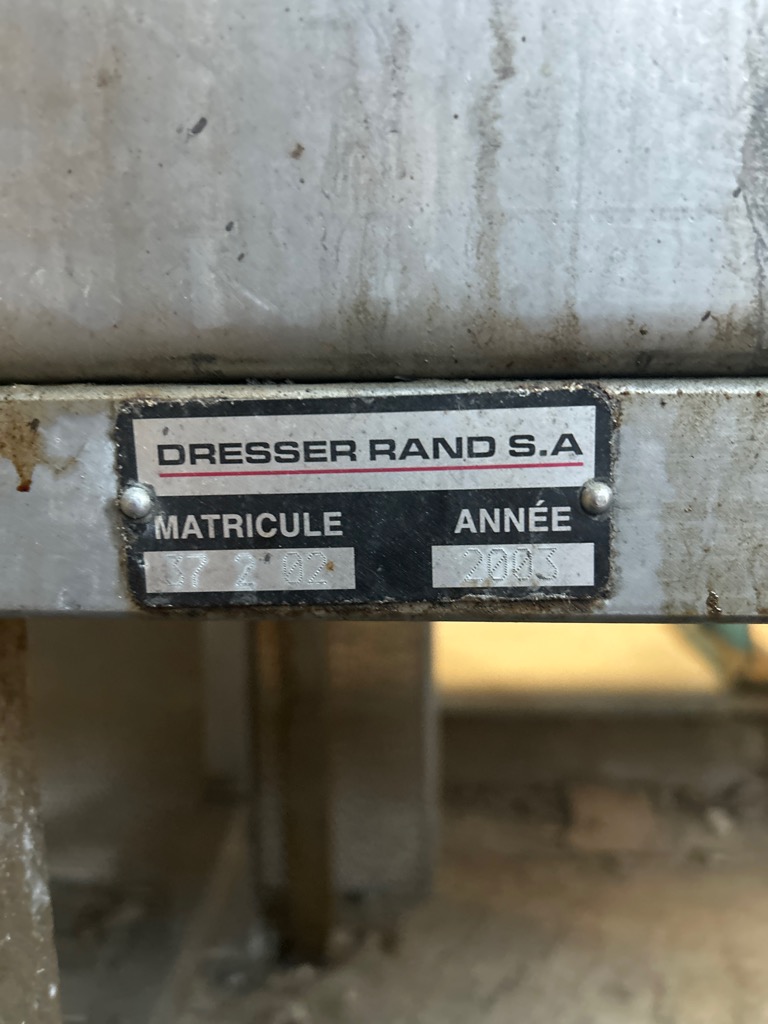 DRESSER RAND S.A
MATRICULE ANNÉE
37 2 02 2003